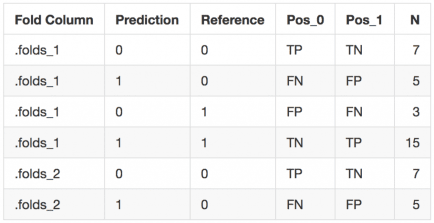 Fold Column Prediction Reference Pos_0 Pos_1 N
.folds_1 0 0 TP TN 7
.folds_1 1 0 FN FP 5
.folds_1 0 1 FP FN 3
.folds_1 1 1 TN TP 15
.folds_2 0 0 TP TN 7
.folds_2 1 0 FN FP 5